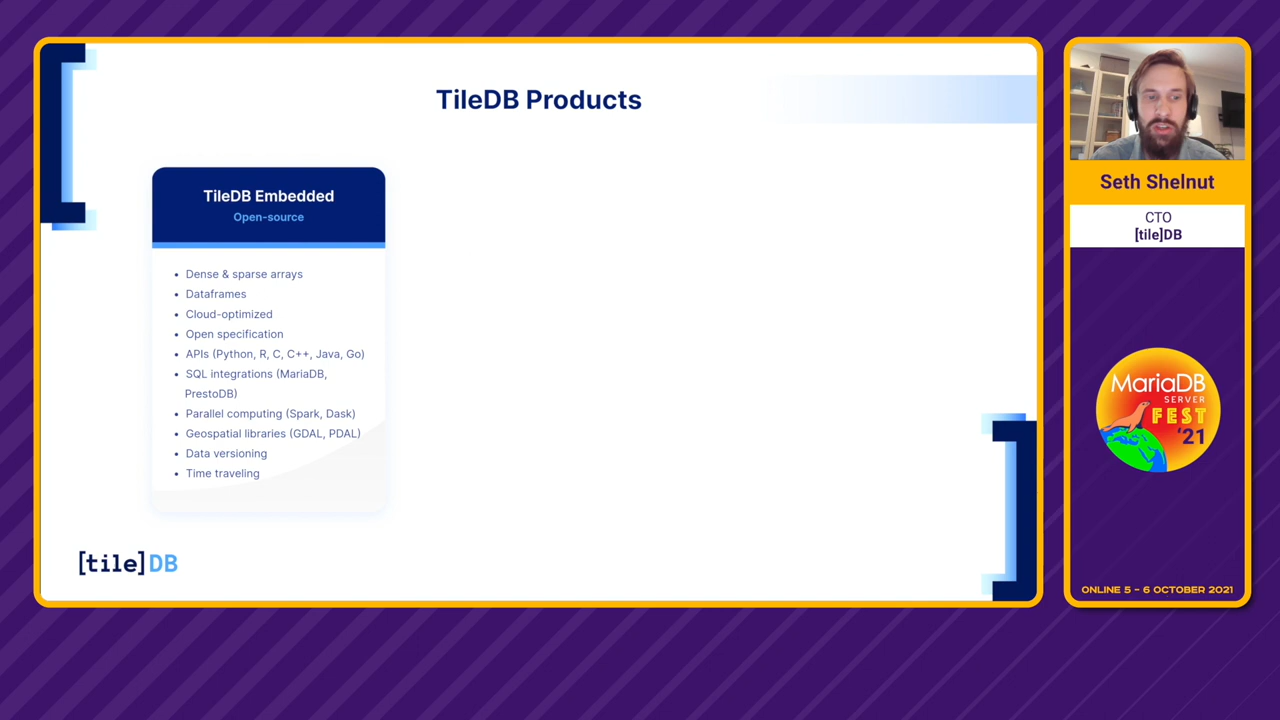 TileDB Products
TileDB Embedded
Open-source
• Dense & sparse arrays
• Dataframes
• Cloud-optimized
• Open specification
• APIs (Python, R, C, C++, Java, Go)
• SQL integrations (MariaDB,
PrestoDB)
• Parallel computing (Spark, Dask)
• Geospatial libraries (GDAL, PDAL)
• Data versioning
• Time traveling
[tile]DB
Seth Shelnut
CTO
[tile]DB
MariaDB
SERVER
FEST
'21
ONLINE 5 – 6 OCTOBER 2021